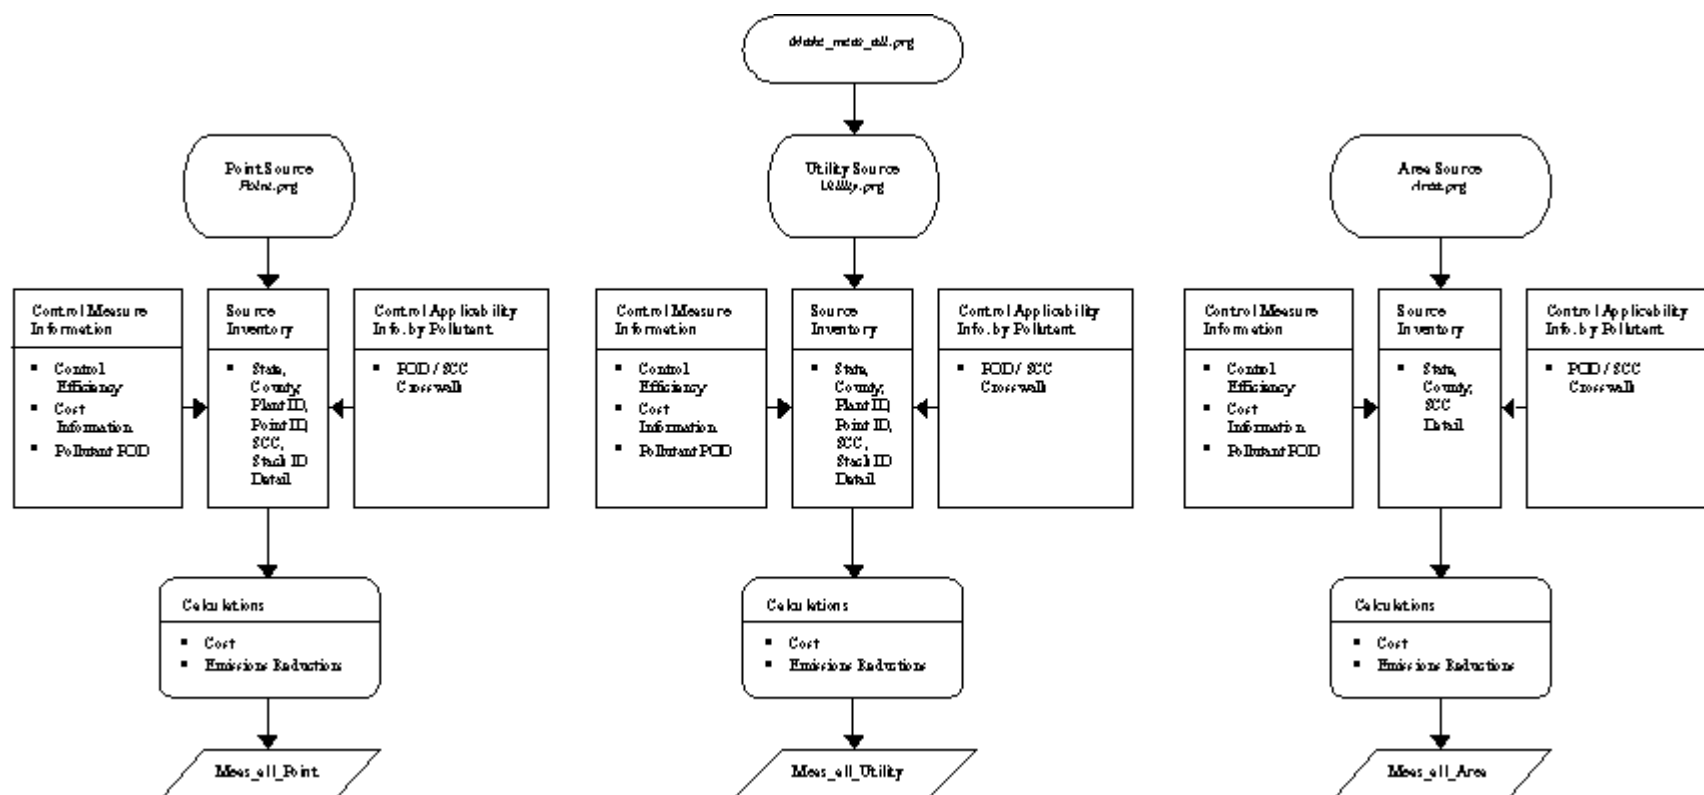 Make_meas_all.prg
Point Source
Point.prg
Utility Source
Utility.prg
Area Source
Area.prg
Control Measure
Information
▪ Control
Efficiency
▪ Cost
Information
▪ Pollutant POD
Source
Inventory
▪ State,
County,
Plant ID,
Point ID,
SCC,
Stack ID
Detail
Control Applicability
Info. by Pollutant
▪ POD / SCC
Crosswalk
Control Measure
Information
▪ Control
Efficiency
▪ Cost
Information
▪ Pollutant POD
Source
Inventory
▪ State,
County,
Plant ID,
Point ID,
SCC,
Stack ID
Detail
Control Applicability
Info. by Pollutant
▪ POD / SCC
Crosswalk
Control Measure
Information
▪ Control
Efficiency
▪ Cost
Information
▪ Pollutant POD
Source
Inventory
▪ State,
County,
SCC
Detail
Control Applicability
Info. by Pollutant
▪ POD / SCC
Crosswalk
Calculations
▪ Cost
▪ Emissions Reductions
Calculations
▪ Cost
▪ Emissions Reductions
Calculations
▪ Cost
▪ Emissions Reductions
Meas_all_Point
Meas_all_Utility
Meas_all_Area